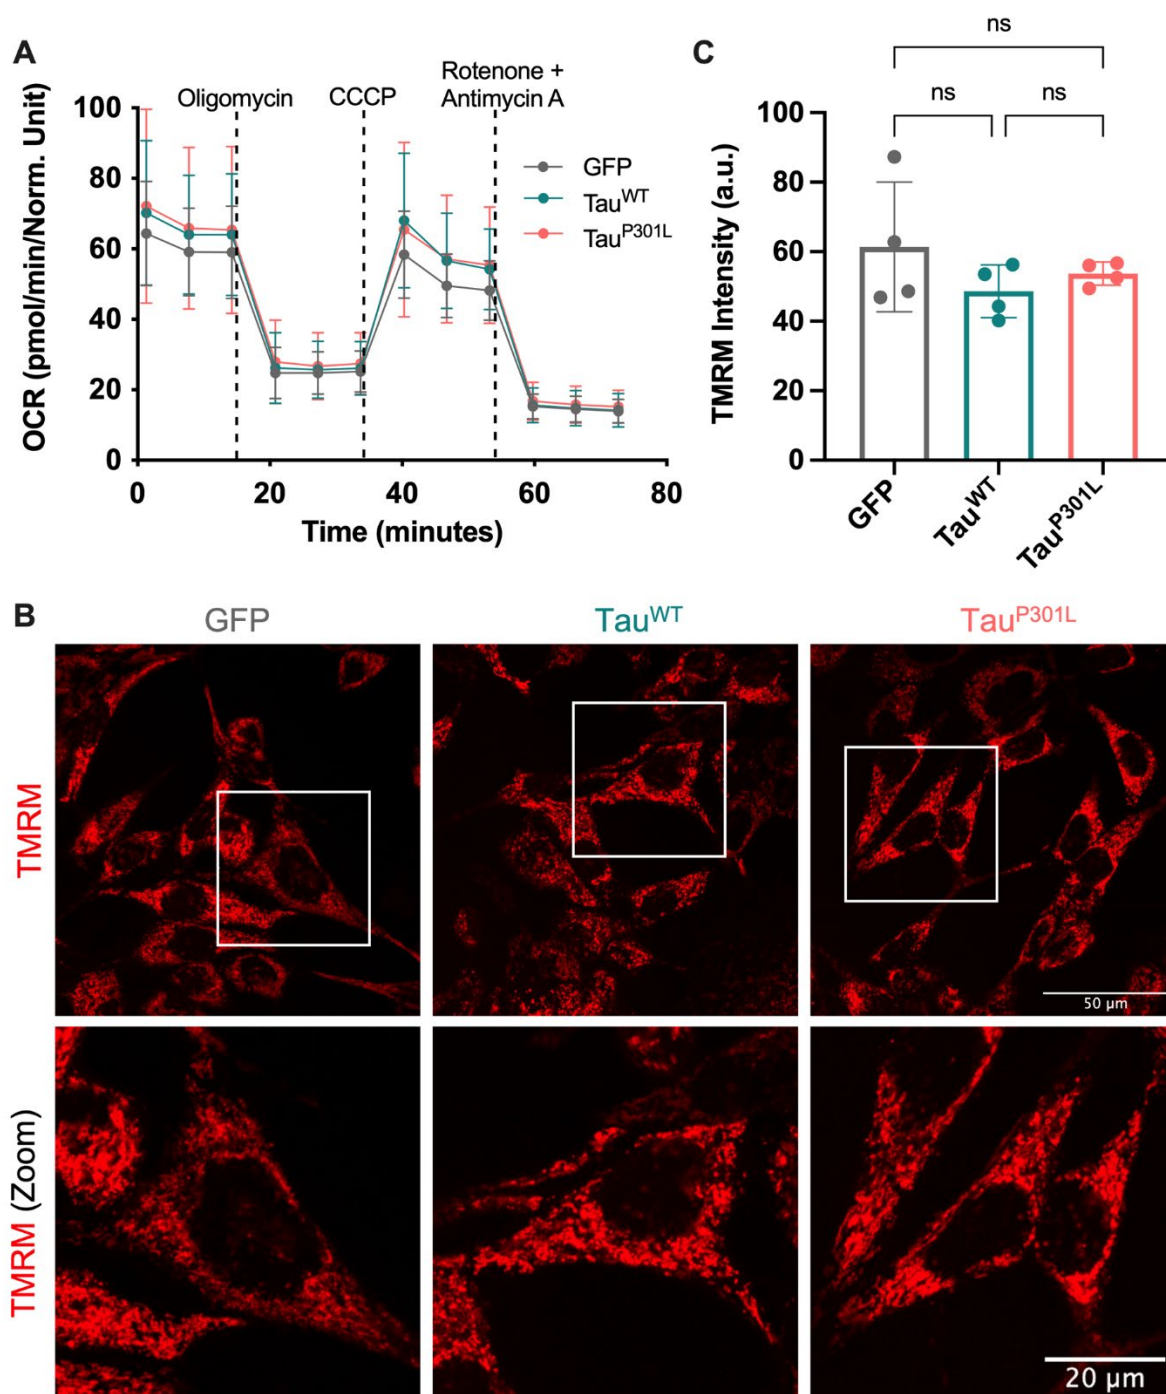 A
OCR (pmol/min/Norm. Unit)
100
80
60
40
20
0
Oligomycin
CCCP
Rotenone +
Antimycin A
GFP
Tau^WT
Tau^P301L
0 20 40 60 80
Time (minutes)
C
ns
ns ns
TMRM Intensity (a.u.)
100
80
60
40
20
0
GFP
Tau^WT
Tau^P301L
B
GFP Tau^WT Tau^P301L
TMRM
50 µm
TMRM (Zoom)
20 µm